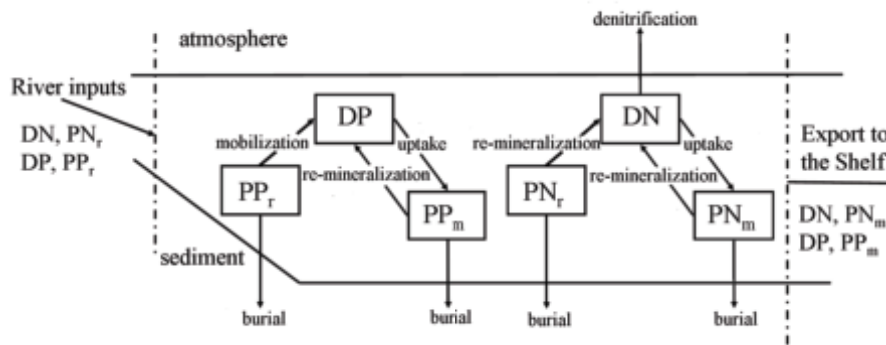 denitrification
atmosphere
River inputs
DN, PNr
DP, PPr
DP
DN
mobilization
uptake
re-mineralization
re-mineralization
uptake
re-mineralization
PPr
PPm
PNr
PNm
Export to
the Shelf
DN, PNm
DP, PPm
sediment
burial
burial
burial
burial